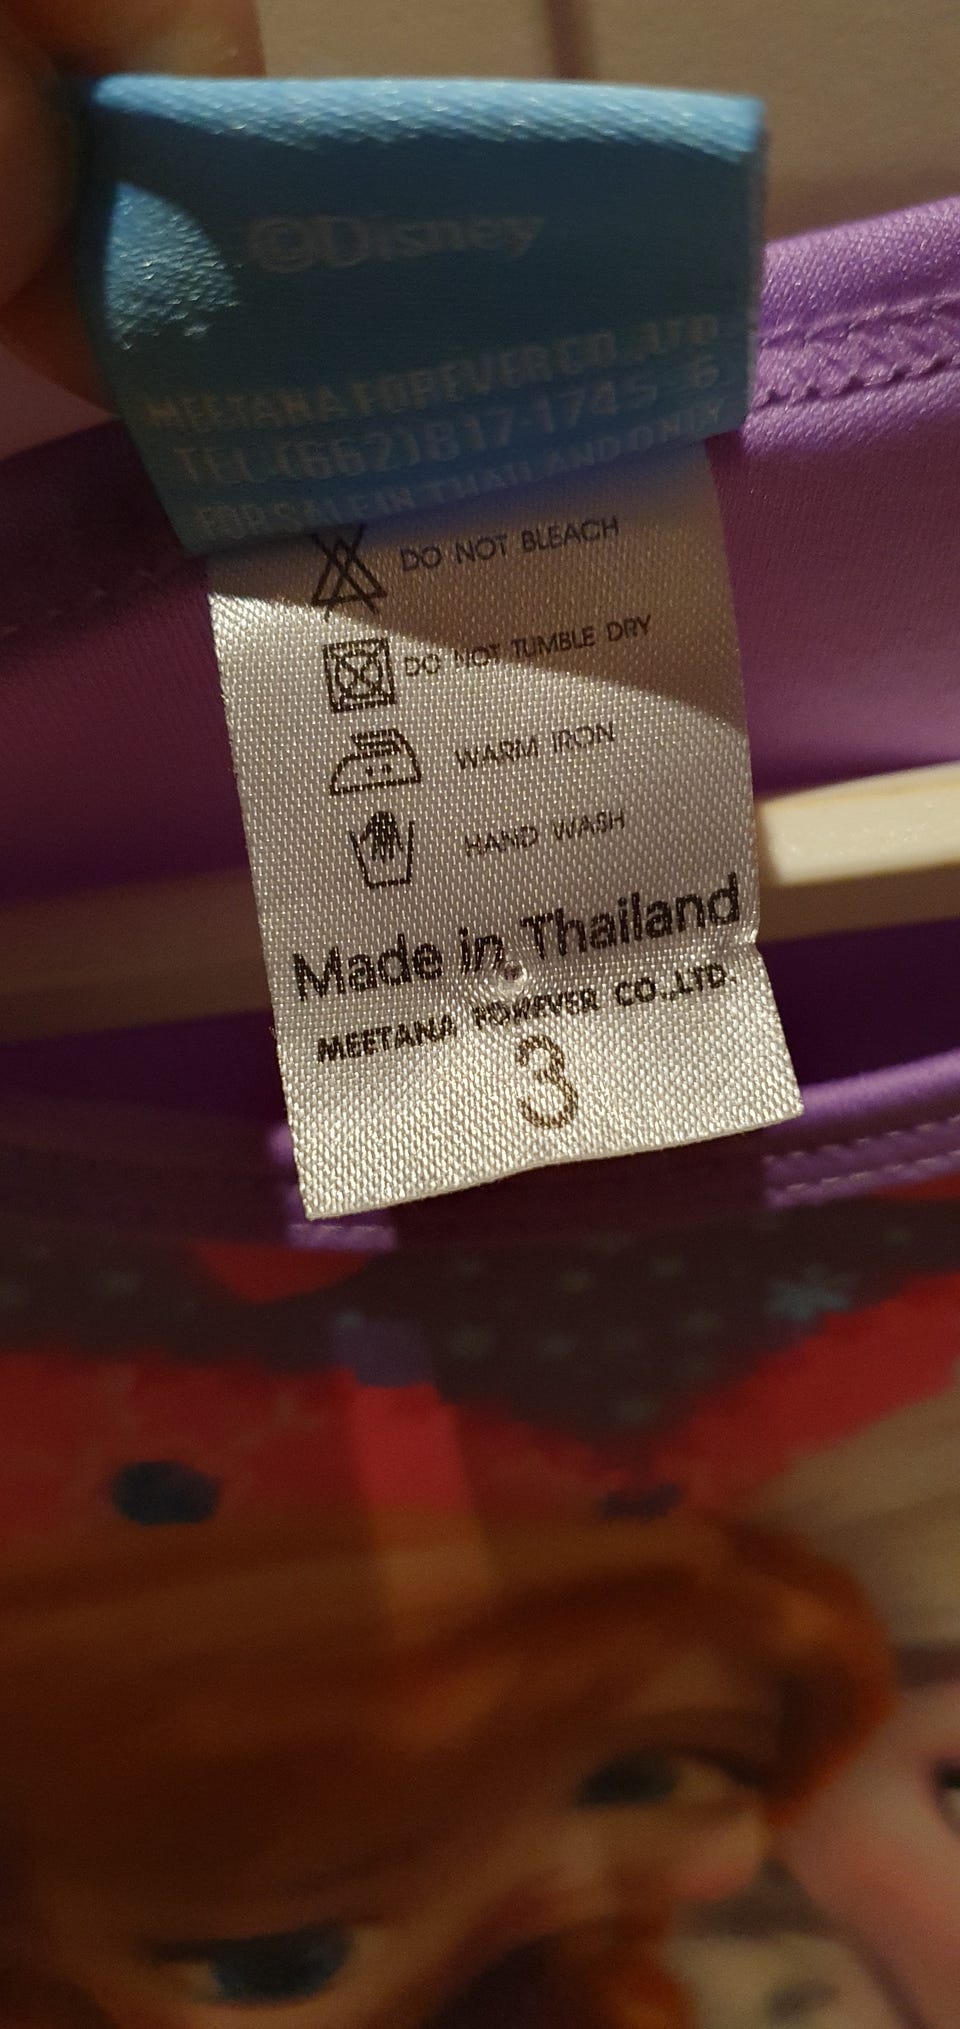 ©Disney
MEETANA FOREVER CO.,LTD
TEL.(662)817-1745-6
FOR SALE IN THAILAND ONLY
DO NOT BLEACH
DO NOT TUMBLE DRY
WARM IRON
HAND WASH
Made in Thailand
MEETANA FOREVER CO.,LTD.
3